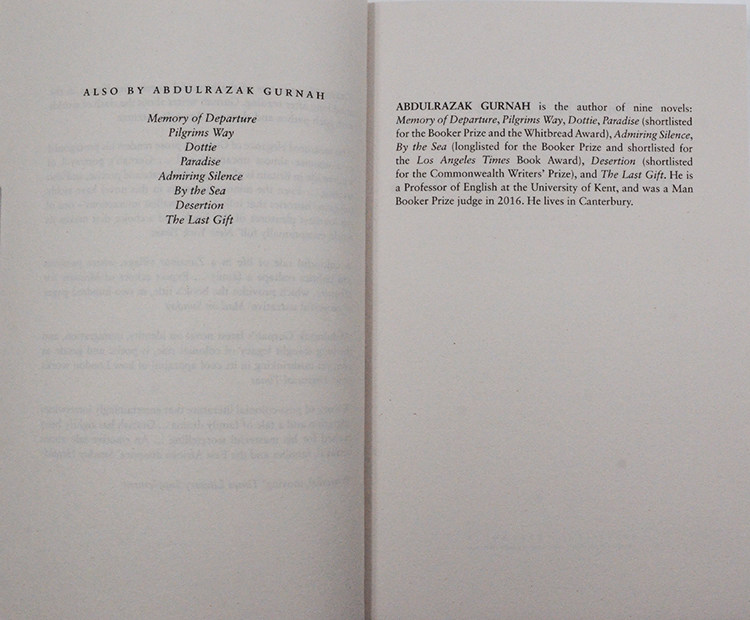 ALSO BY ABDULRAZAK GURNAH
Memory of Departure
Pilgrims Way
Dottie
Paradise
Admiring Silence
By the Sea
Desertion
The Last Gift
ABDULRAZAK GURNAH is the author of nine novels:
Memory of Departure, Pilgrims Way, Dottie, Paradise (shortlisted
for the Booker Prize and the Whitbread Award), Admiring Silence,
By the Sea (longlisted for the Booker Prize and shortlisted for
the Los Angeles Times Book Award), Desertion (shortlisted
for the Commonwealth Writers' Prize), and The Last Gift. He is
a Professor of English at the University of Kent, and was a Man
Booker Prize judge in 2016. He lives in Canterbury.